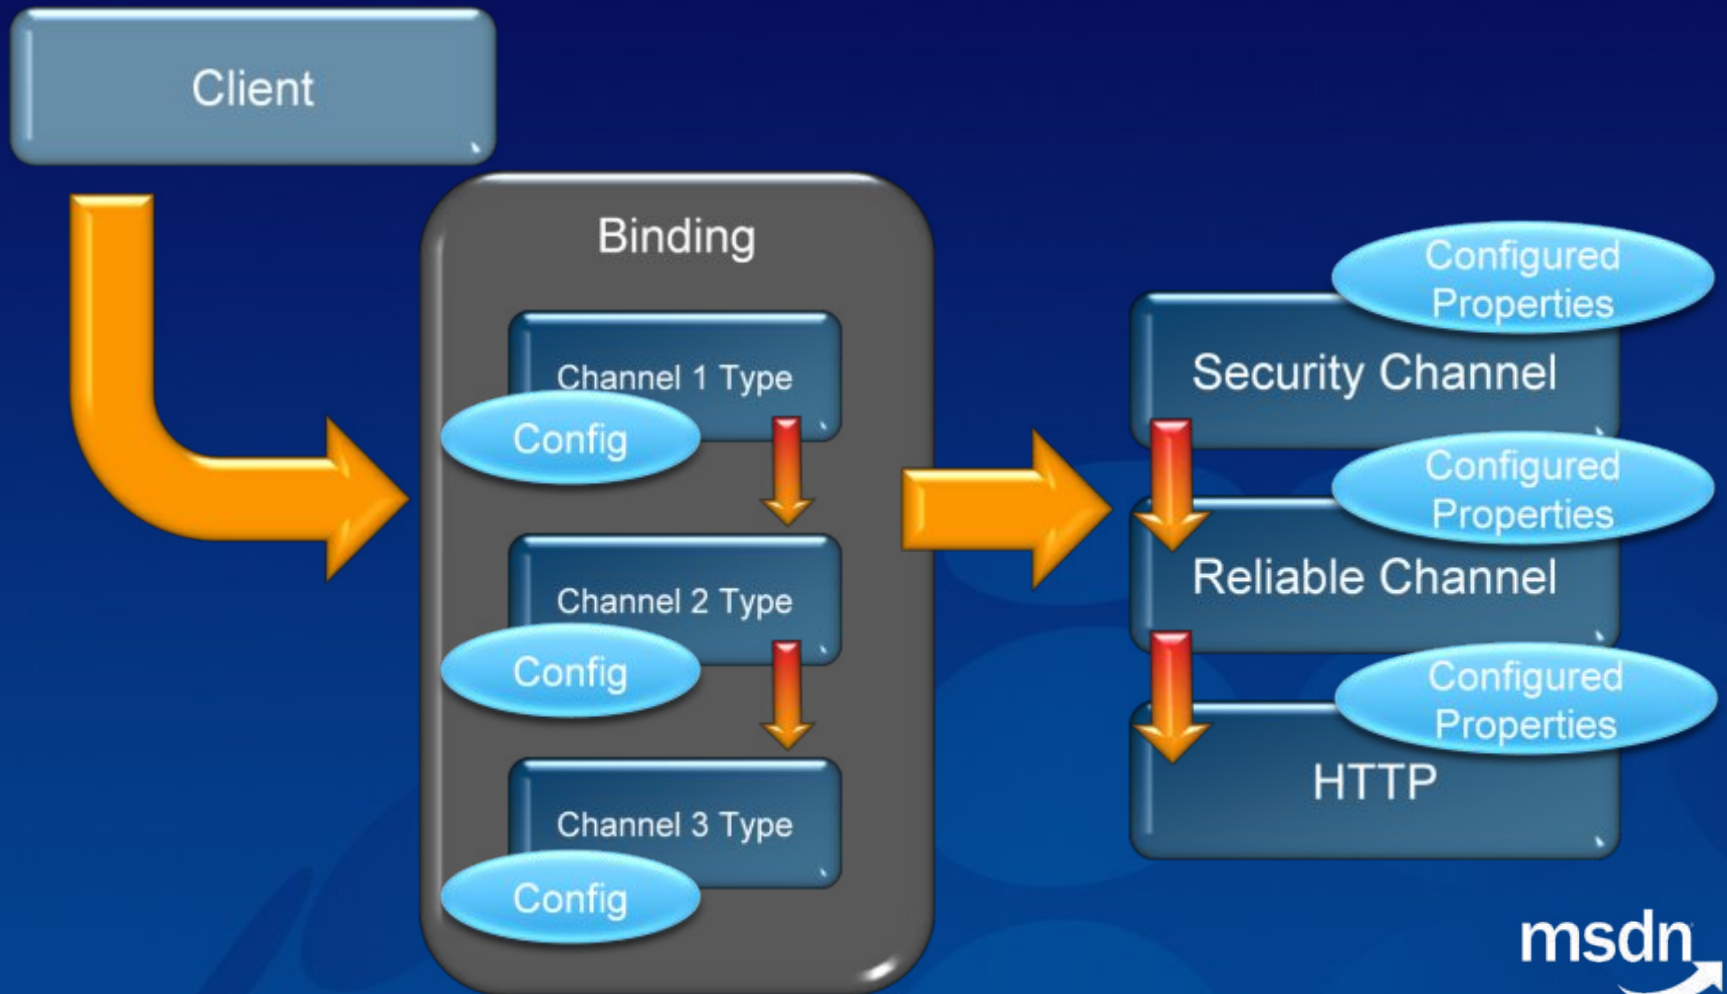 Client
Binding
Channel 1 Type
Config
Channel 2 Type
Config
Channel 3 Type
Config
Configured
Properties
Security Channel
Configured
Properties
Reliable Channel
Configured
Properties
HTTP
msdn